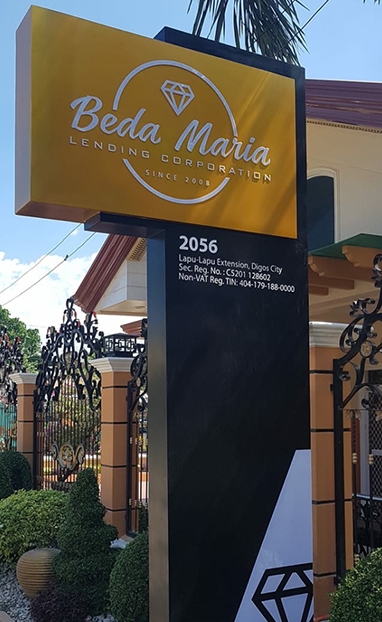 Beda Maria
LENDING CORPORATION
SINCE 2008
2056
Lapu-Lapu Extension, Digos City
Sec. Reg. No. : CS201 128602
Non-VAT Reg. TIN: 404-179-188-0000